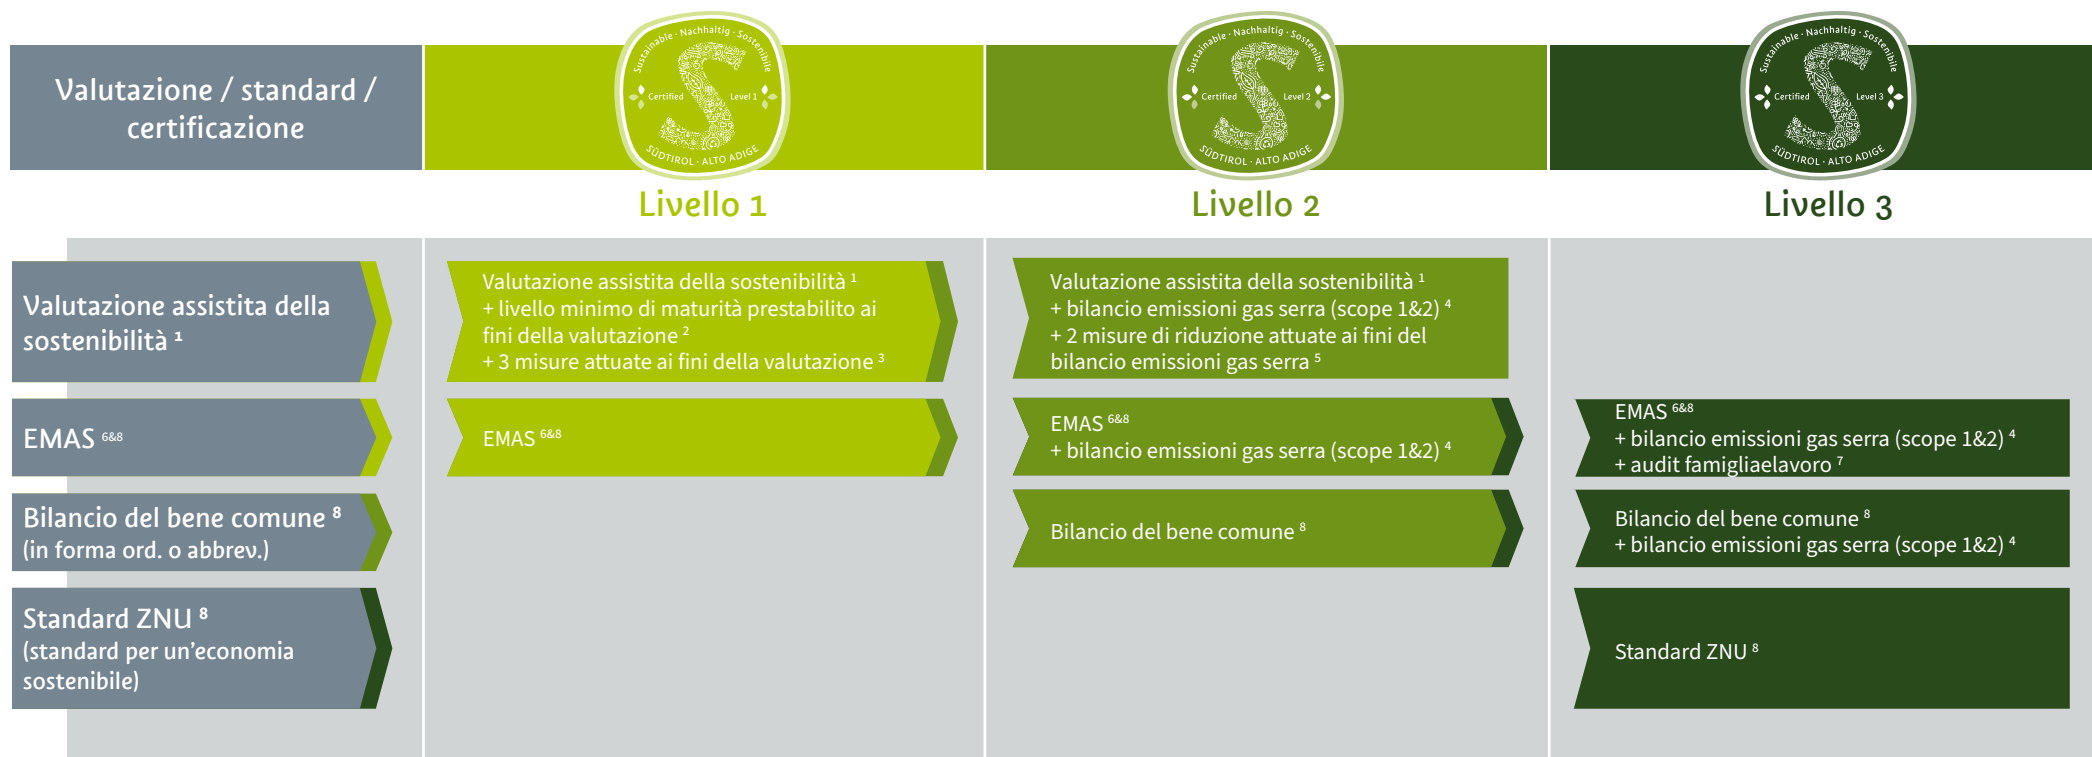 Valutazione / standard /
certificazione
Sustainable · Nachhaltig · Sostenibile
Certified Level 1
SÜDTIROL · ALTO ADIGE
Sustainable · Nachhaltig · Sostenibile
Certified Level 2
SÜDTIROL · ALTO ADIGE
Sustainable · Nachhaltig · Sostenibile
Certified Level 3
SÜDTIROL · ALTO ADIGE
Livello 1
Livello 2
Livello 3
Valutazione assistita della
sostenibilità ¹
Valutazione assistita della sostenibilità ¹
+ livello minimo di maturità prestabilito ai
fini della valutazione ²
+ 3 misure attuate ai fini della valutazione ³
Valutazione assistita della sostenibilità ¹
+ bilancio emissioni gas serra (scope 1&2) ⁴
+ 2 misure di riduzione attuate ai fini del
bilancio emissioni gas serra ⁵
EMAS ⁶&⁸
EMAS ⁶&⁸
EMAS ⁶&⁸
+ bilancio emissioni gas serra (scope 1&2) ⁴
EMAS ⁶&⁸
+ bilancio emissioni gas serra (scope 1&2) ⁴
+ audit famigliaelavoro ⁷
Bilancio del bene comune ⁸
(in forma ord. o abbrev.)
Bilancio del bene comune ⁸
Bilancio del bene comune ⁸
+ bilancio emissioni gas serra (scope 1&2) ⁴
Standard ZNU ⁸
(standard per un’economia
sostenibile)
Standard ZNU ⁸